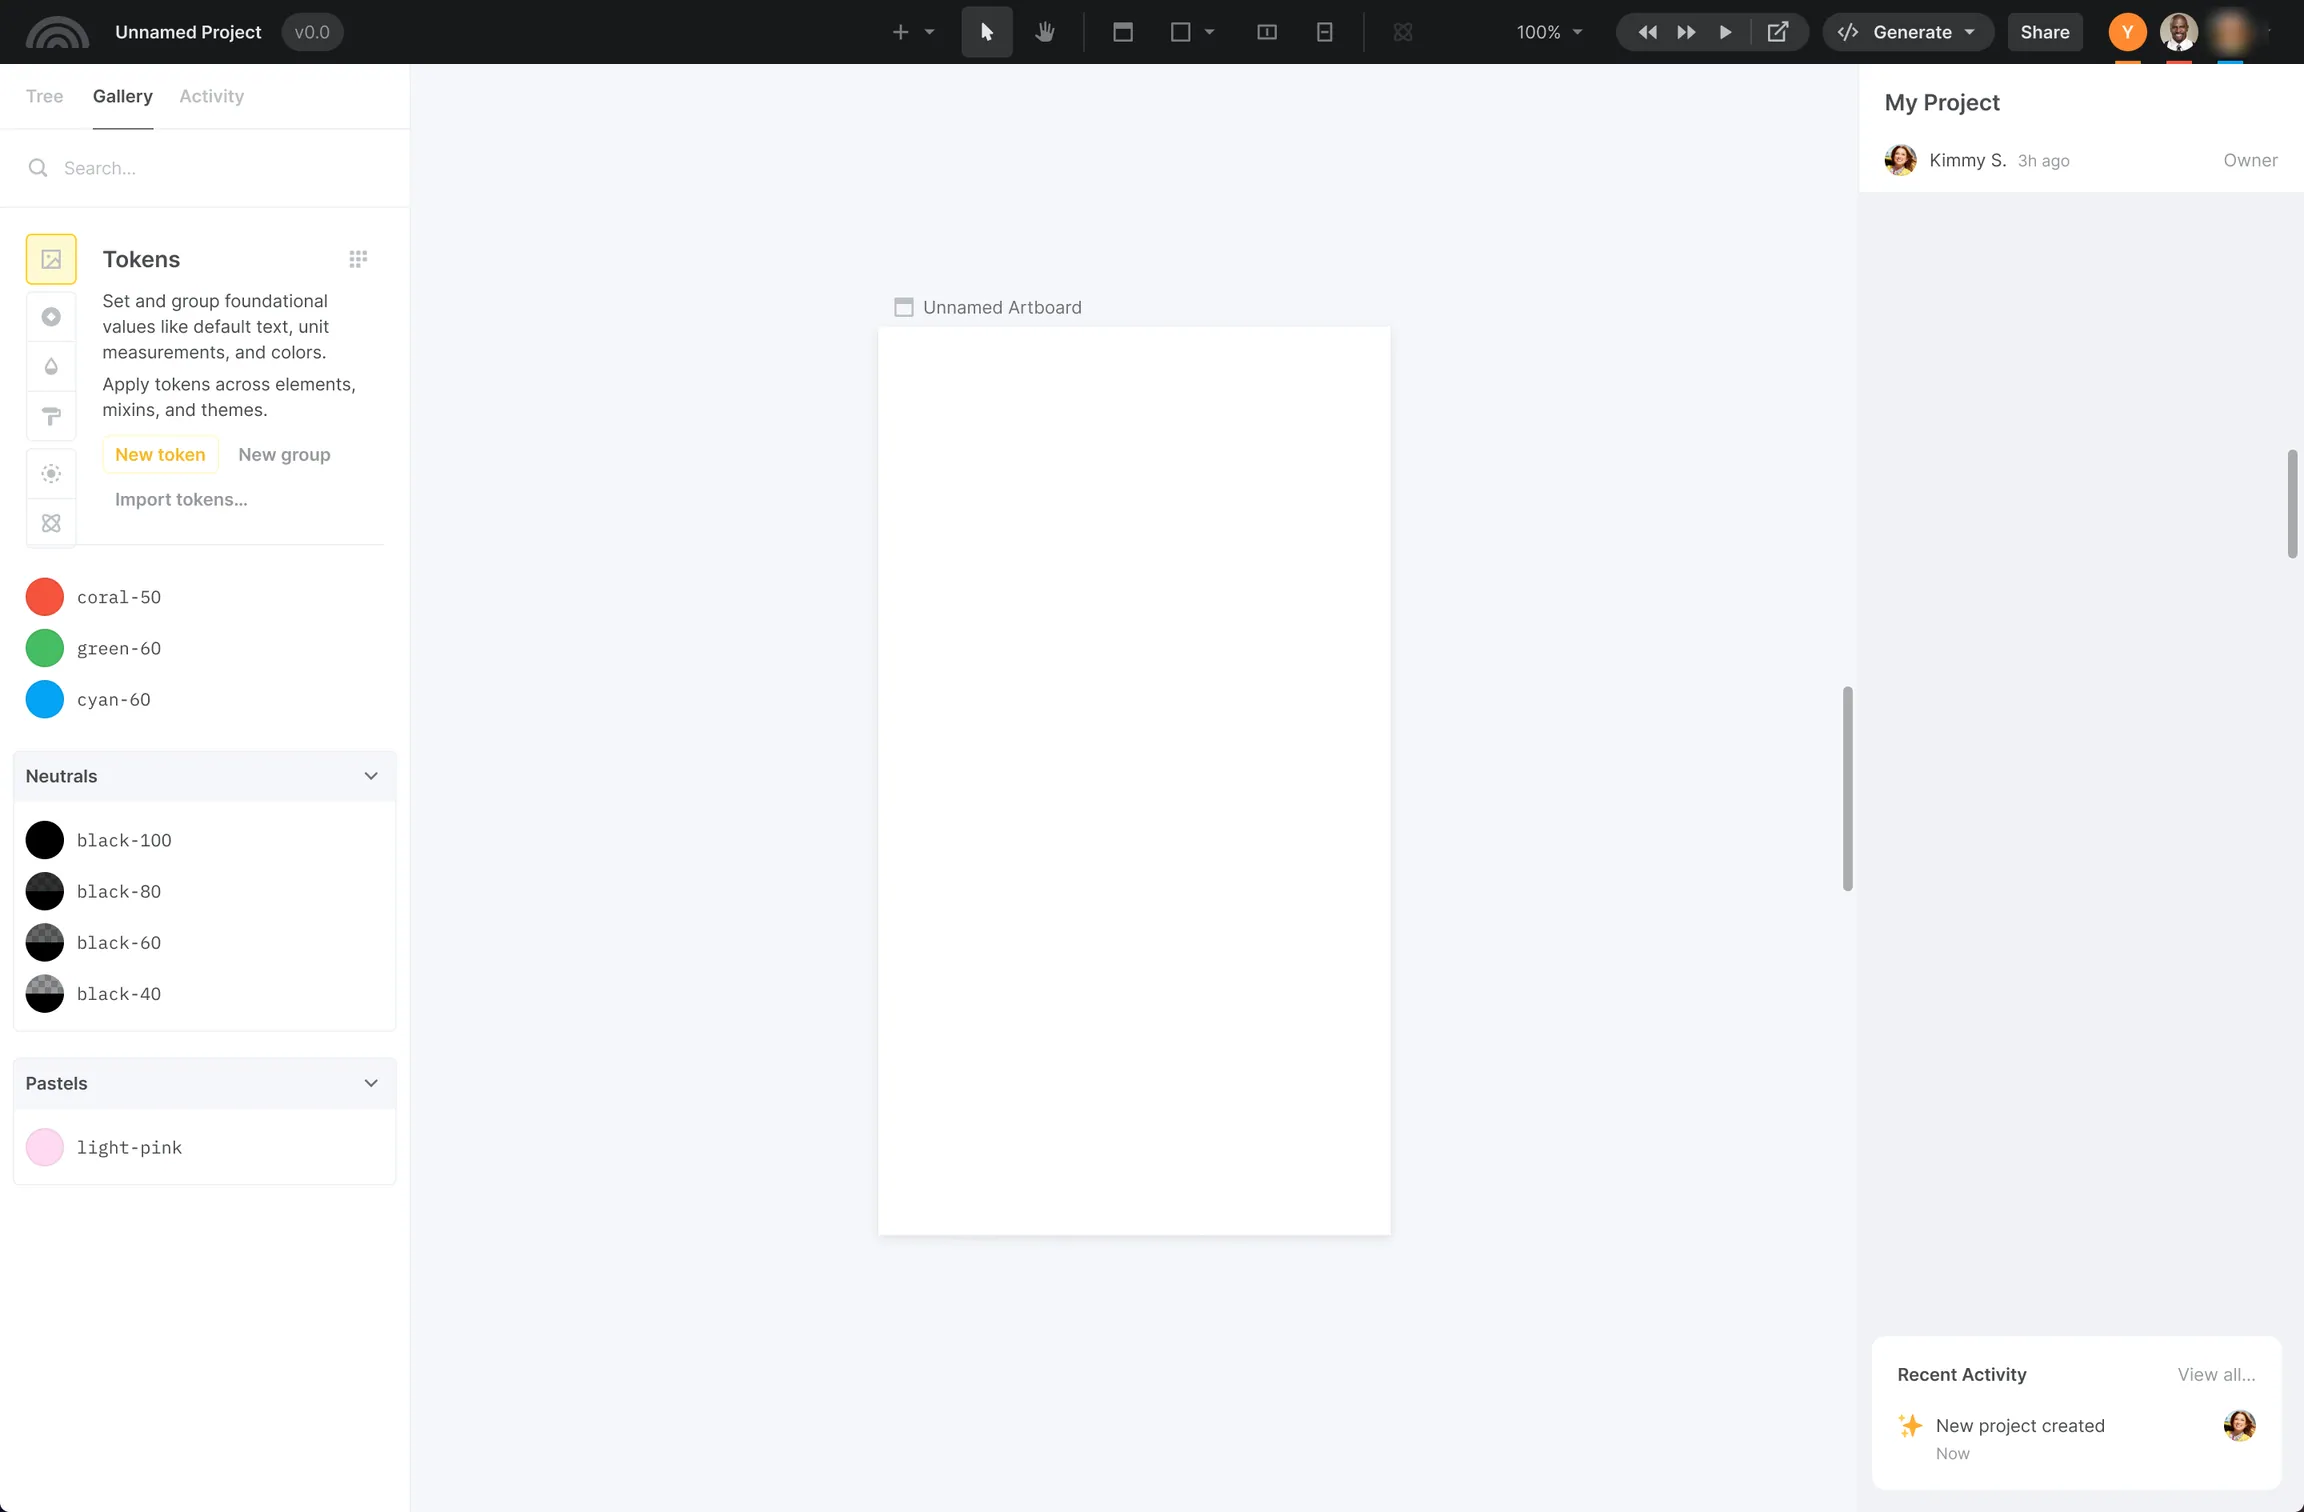 Unnamed Project
v0.0
100%
Generate
Share
Y
Tree
Gallery
Activity
Search...
Tokens
Set and group foundational
values like default text, unit
measurements, and colors.
Apply tokens across elements,
mixins, and themes.
New token
New group
Import tokens...
coral-50
green-60
cyan-60
Neutrals
black-100
black-80
black-60
black-40
Pastels
light-pink
Unnamed Artboard
My Project
Kimmy S.
3h ago
Owner
Recent Activity
View all...
New project created
Now